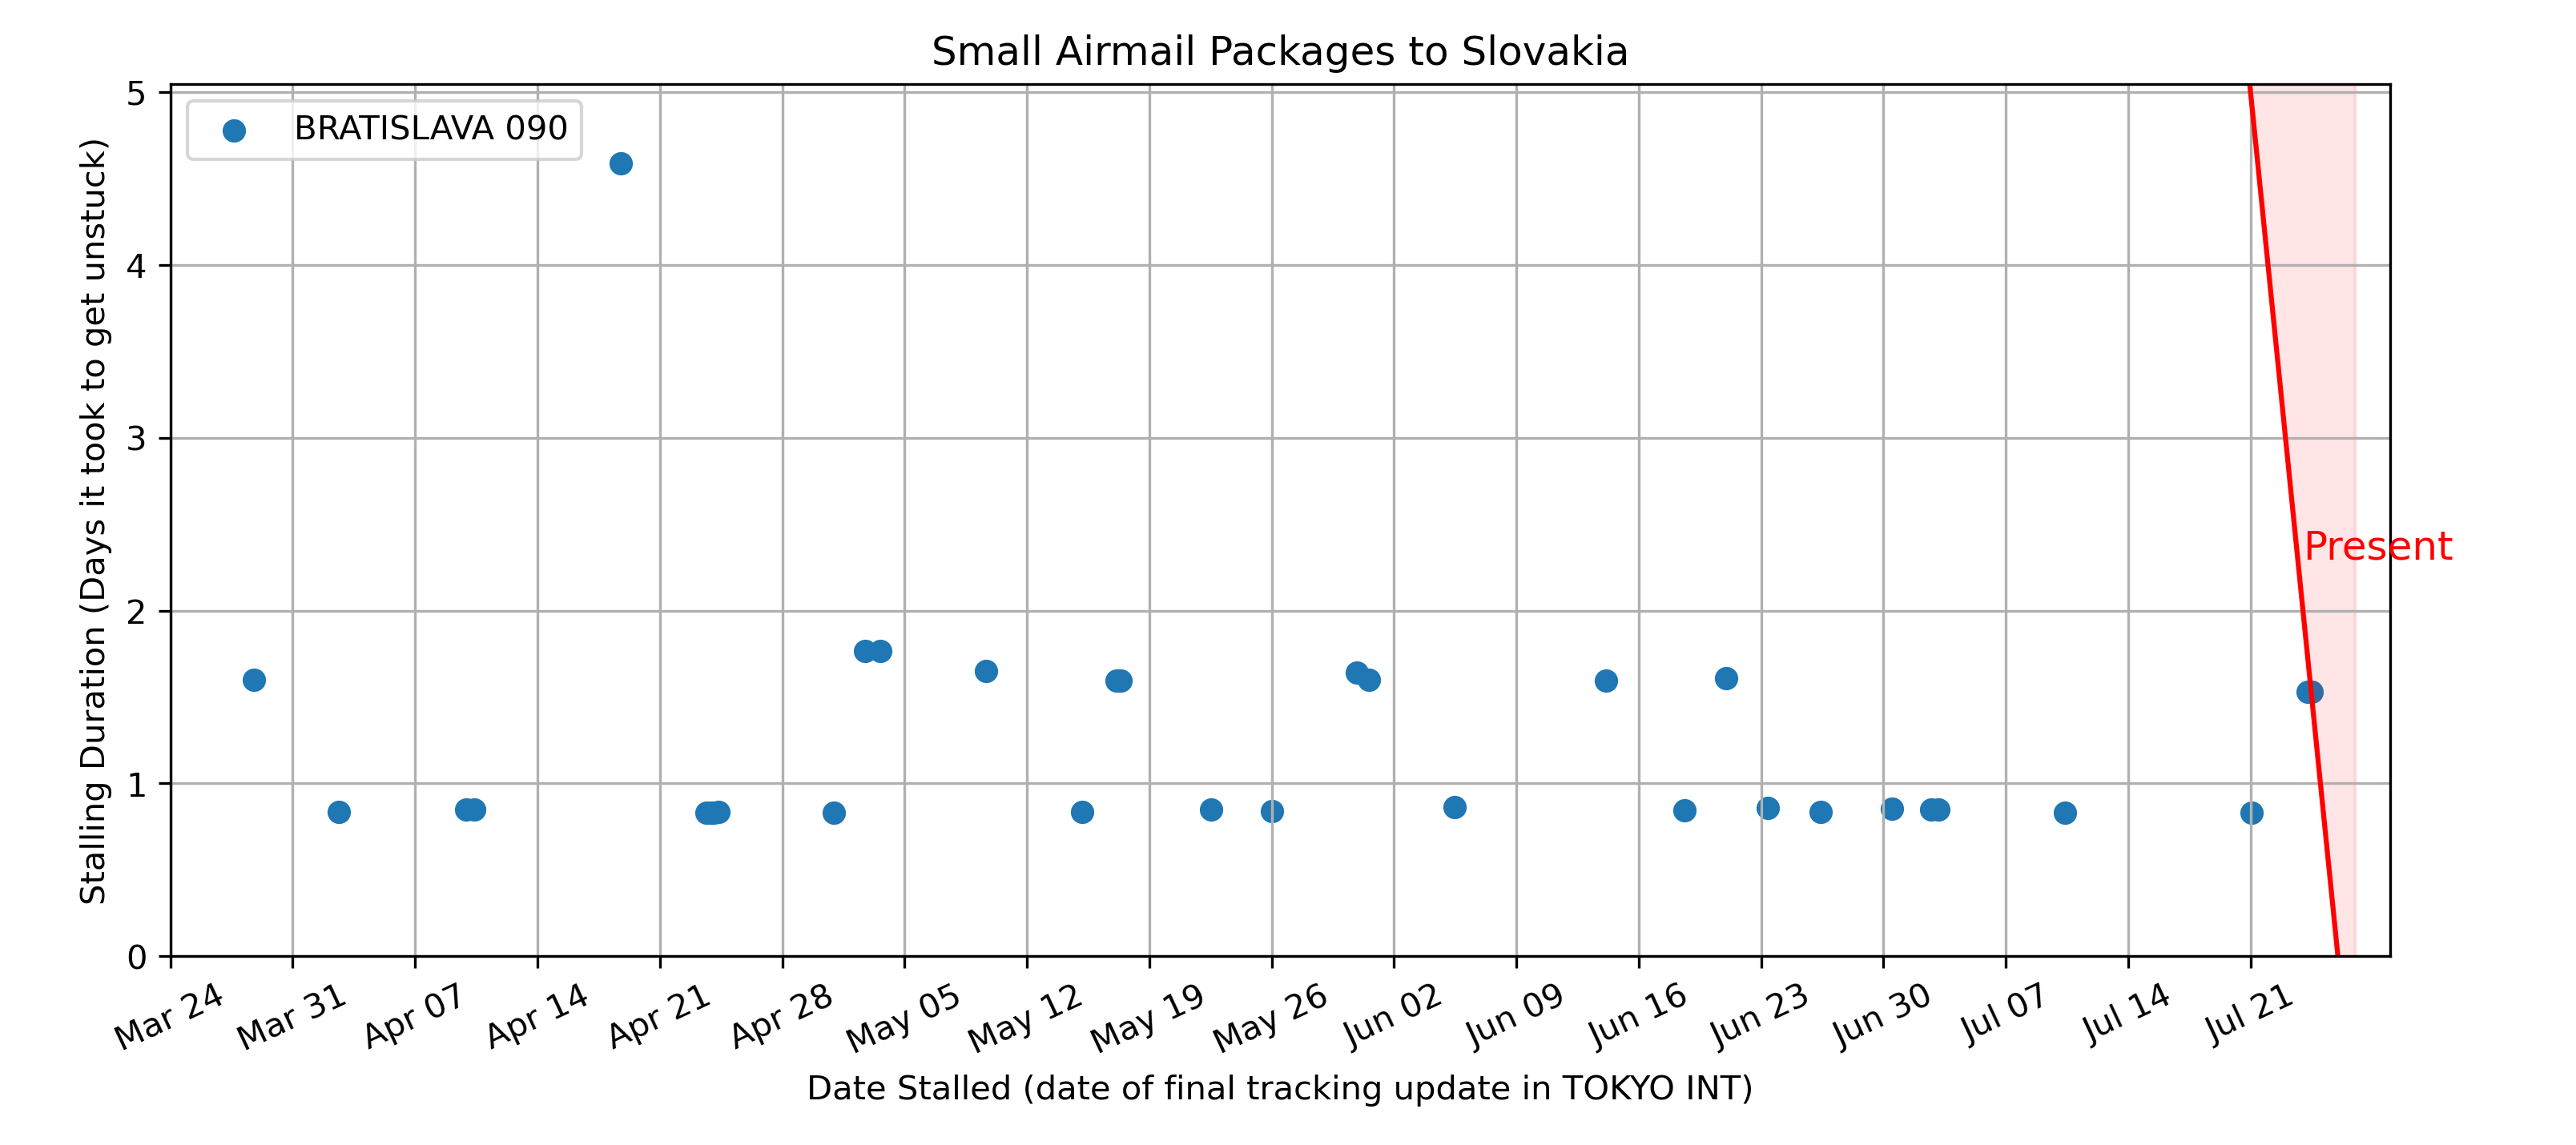 Small Airmail Packages to Slovakia
BRATISLAVA 090
Stalling Duration (Days it took to get unstuck)
5
4
3
2
1
0
Present
Mar 24
Mar 31
Apr 07
Apr 14
Apr 21
Apr 28
May 05
May 12
May 19
May 26
Jun 02
Jun 09
Jun 16
Jun 23
Jun 30
Jul 07
Jul 14
Jul 21
Date Stalled (date of final tracking update in TOKYO INT)